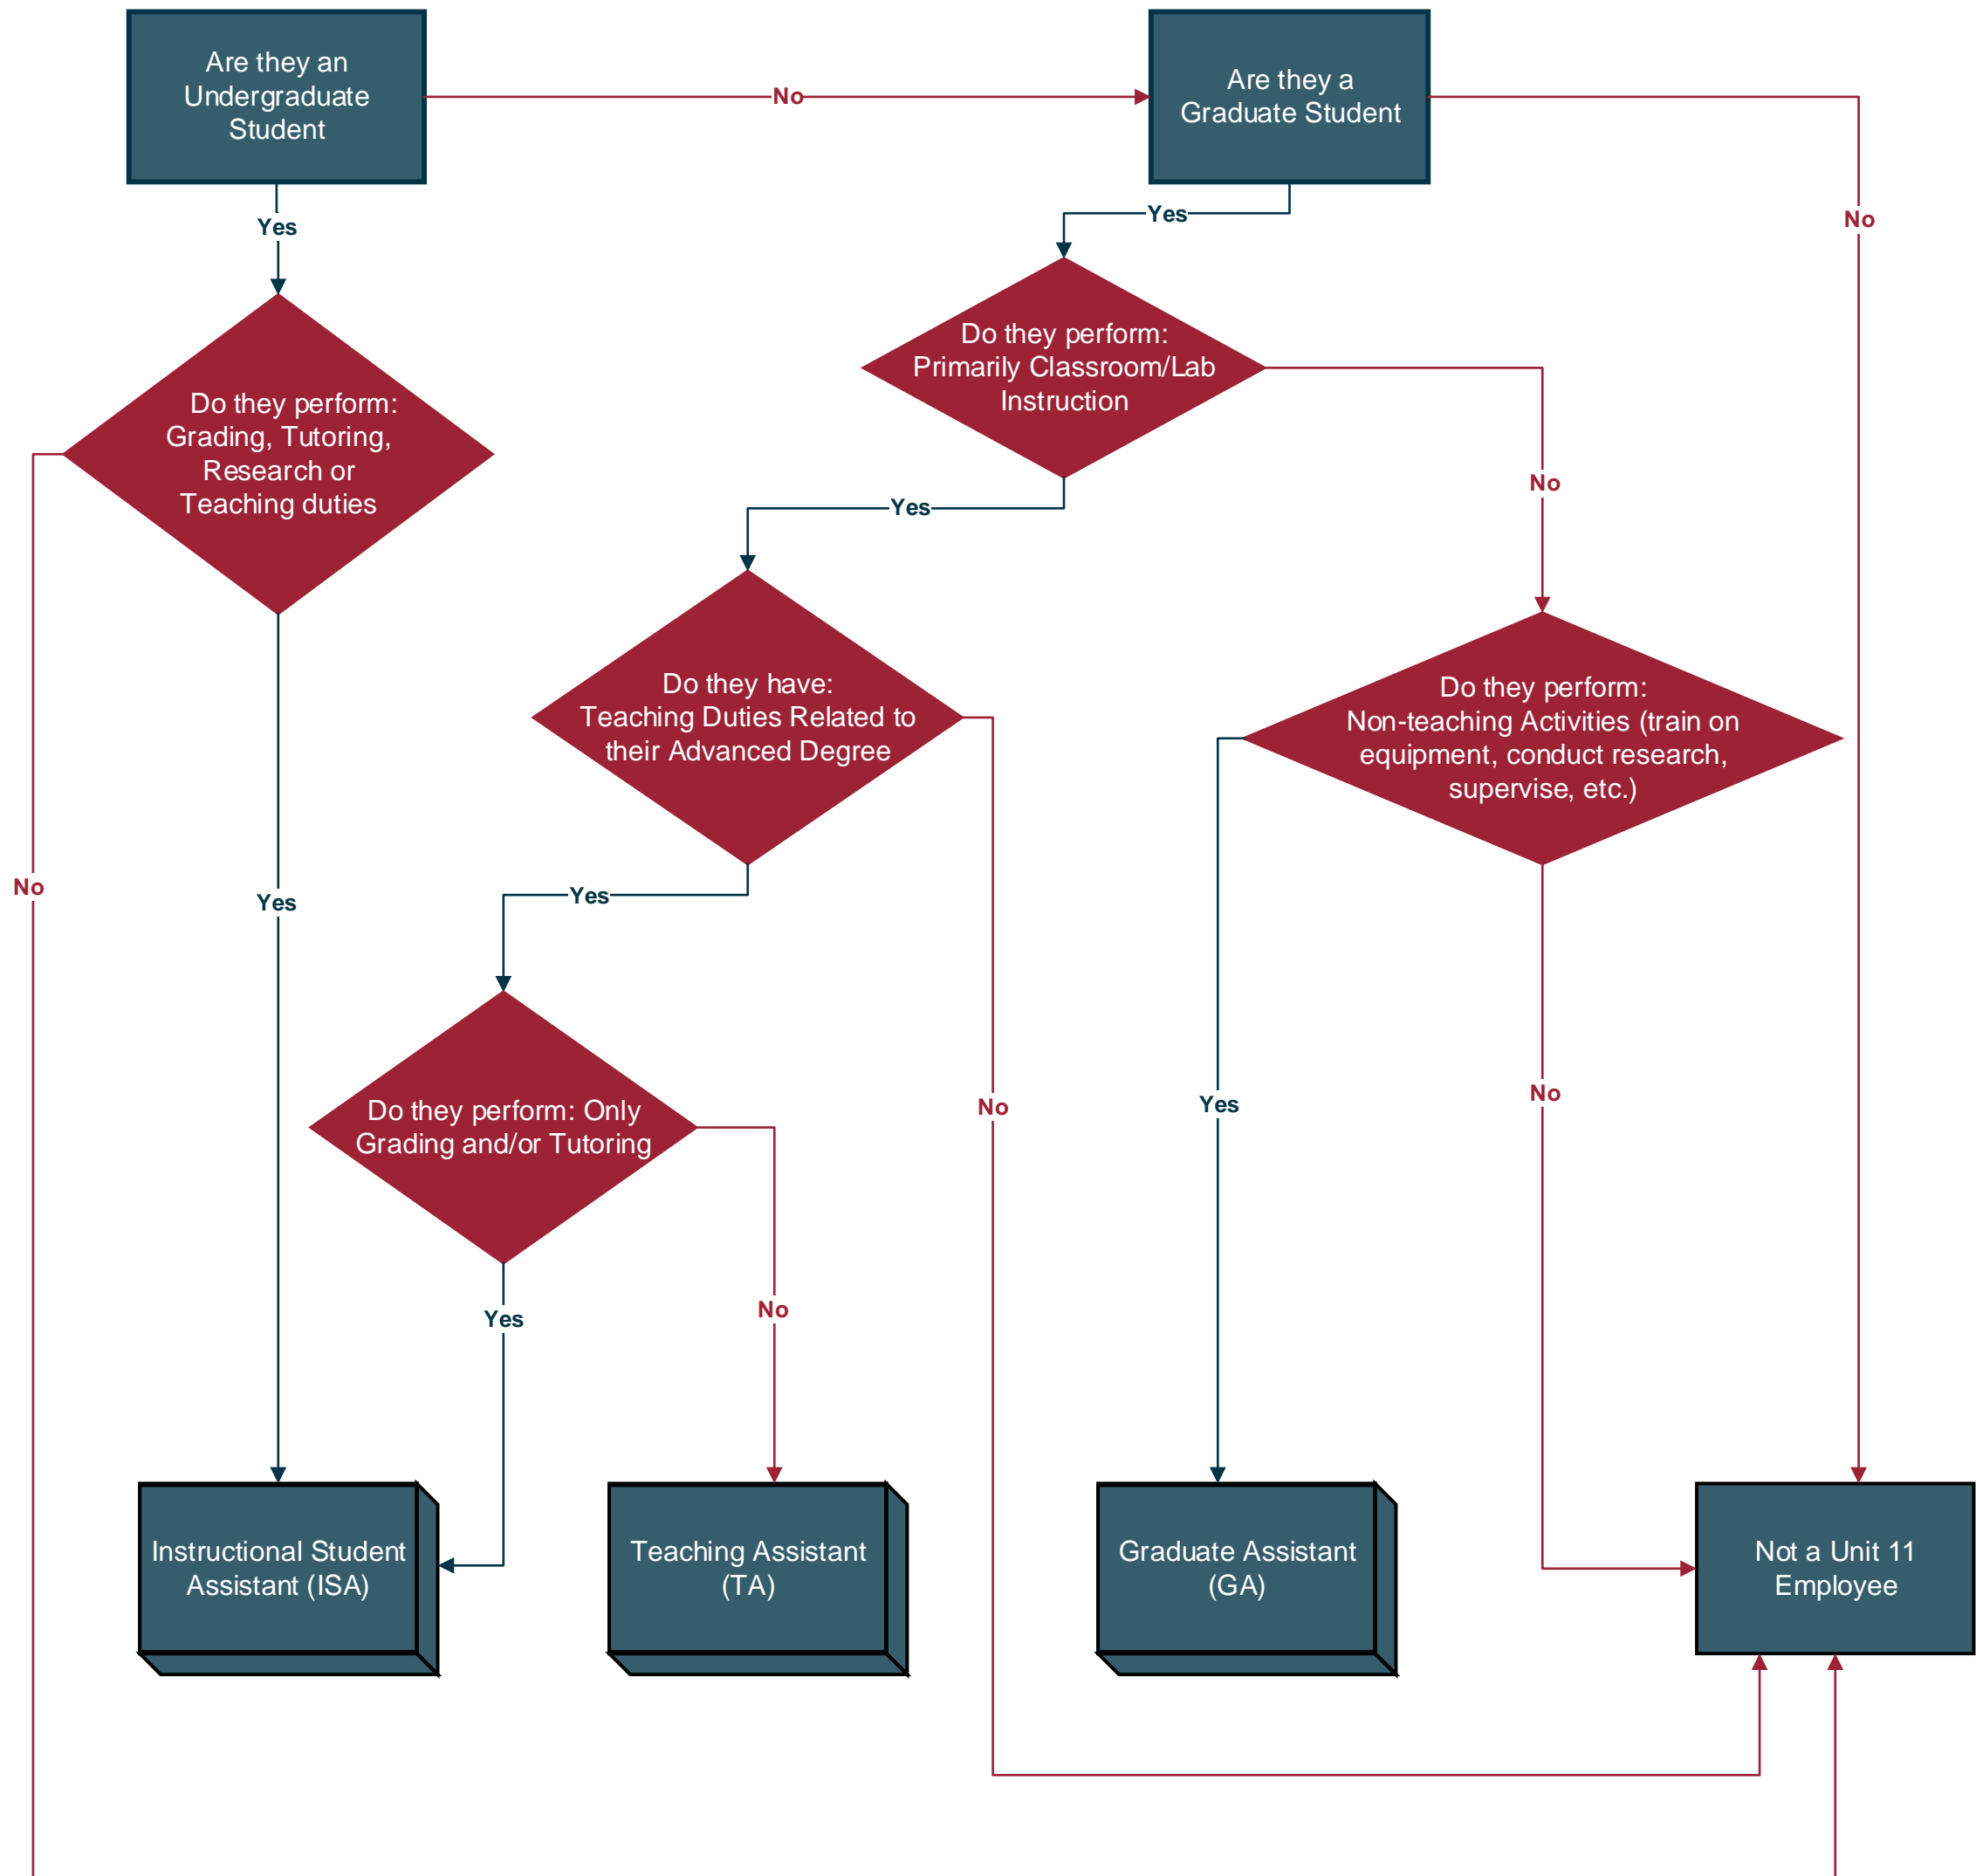 Are they an
Undergraduate
Student
No
Are they a
Graduate Student
Yes
Yes
No
Do they perform:
Primarily Classroom/Lab
Instruction
Do they perform:
Grading, Tutoring,
Research or
Teaching duties
No
Yes
Do they have:
Teaching Duties Related to
their Advanced Degree
Do they perform:
Non-teaching Activities (train on
equipment, conduct research,
supervise, etc.)
No
Yes
Yes
No
Yes
No
Do they perform: Only
Grading and/or Tutoring
Yes
No
Instructional Student
Assistant (ISA)
Teaching Assistant
(TA)
Graduate Assistant
(GA)
Not a Unit 11
Employee